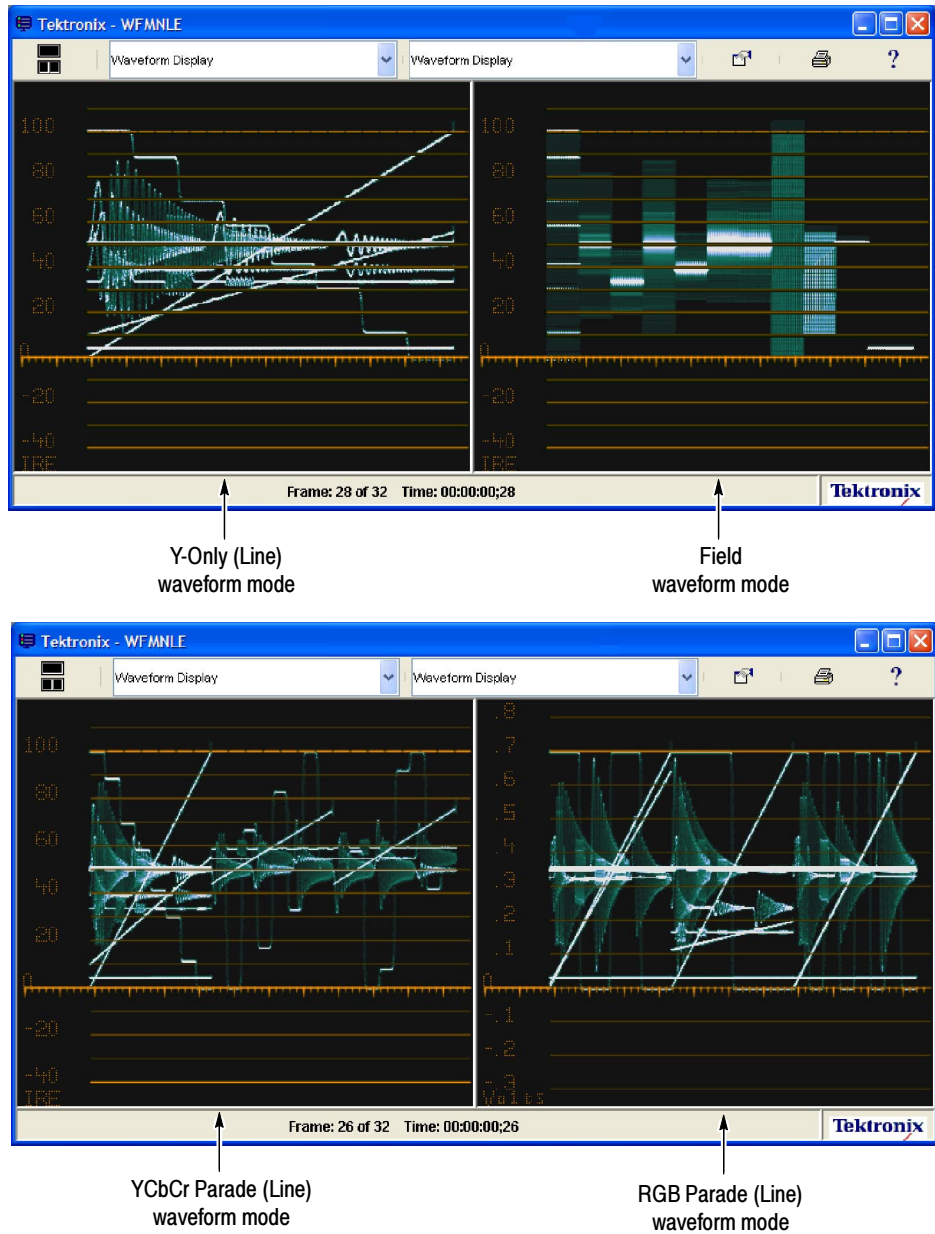 Tektronix - WFMNLE
Waveform Display
Waveform Display
?
100
80
60
40
20
0
-20
-40
IRE
100
80
60
40
20
0
-20
-40
IRE
Frame: 28 of 32 Time: 00:00:00;28
Tektronix
Y-Only (Line)
waveform mode
Field
waveform mode
Tektronix - WFMNLE
Waveform Display
Waveform Display
?
100
80
60
40
20
0
-20
-40
IRE
.8
.7
.6
.5
.4
.3
.2
.1
0
-.1
-.2
-.3
Volts
Frame: 26 of 32 Time: 00:00:00;26
Tektronix
YCbCr Parade (Line)
waveform mode
RGB Parade (Line)
waveform mode